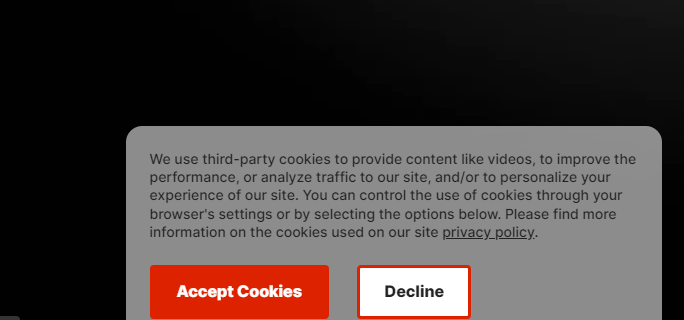 We use third-party cookies to provide content like videos, to improve the
performance, or analyze traffic to our site, and/or to personalize your
experience of our site. You can control the use of cookies through your
browser's settings or by selecting the options below. Please find more
information on the cookies used on our site privacy policy.
Accept Cookies
Decline